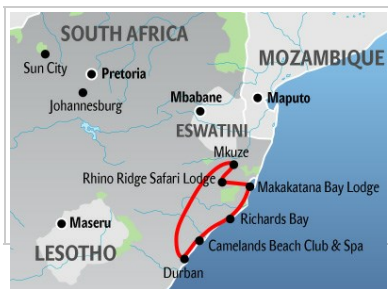 SOUTH AFRICA
MOZAMBIQUE
Sun City
Pretoria
Johannesburg
Mbabane
Maputo
ESWATINI
Mkuze
Rhino Ridge Safari Lodge
Makakatana Bay Lodge
Maseru
Richards Bay
LESOTHO
Camelands Beach Club & Spa
Durban